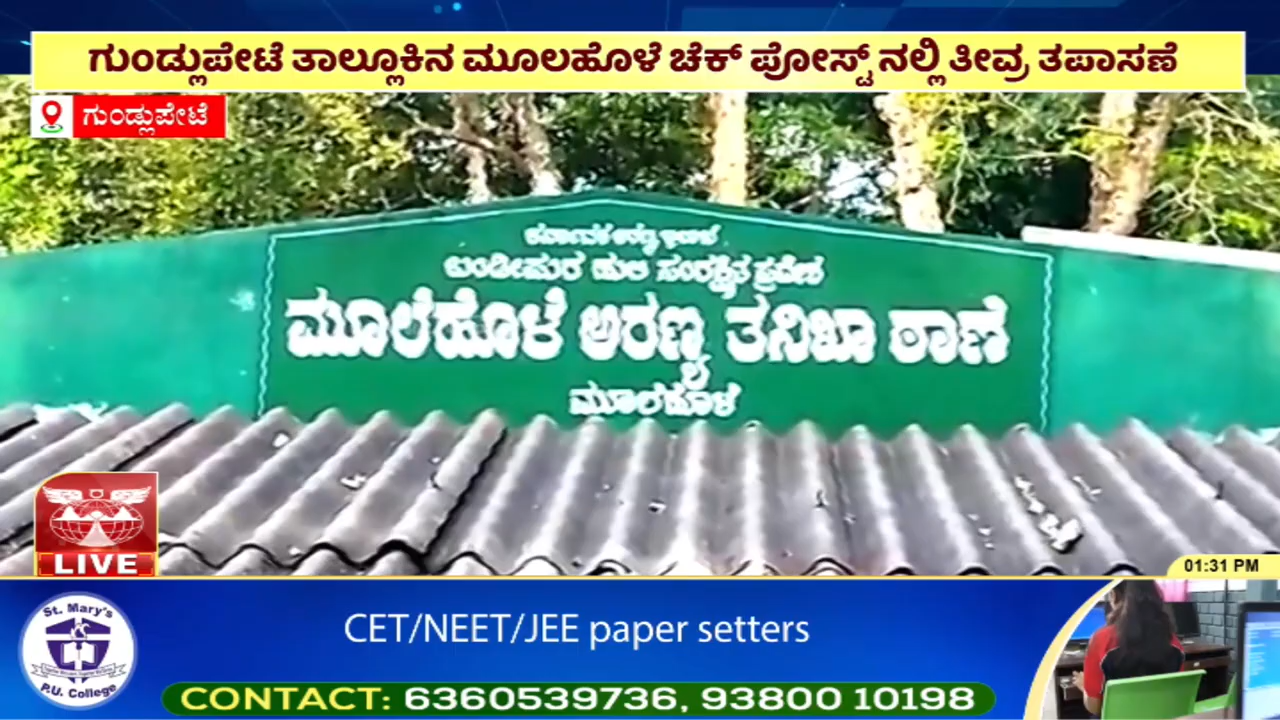 ಗುಂಡ್ಲುಪೇಟೆ ತಾಲ್ಲೂಕಿನ ಮೂಲಹೊಳೆ ಚೆಕ್ ಪೋಸ್ಟ್ ನಲ್ಲಿ ತೀವ್ರ ತಪಾಸಣೆ
ಗುಂಡ್ಲುಪೇಟೆ
ಕರ್ನಾಟಕ ಅರಣ್ಯ ಇಲಾಖೆ
ಬಂಡೀಪುರ ಹುಲಿ ಸಂರಕ್ಷಿತ ಪ್ರದೇಶ
ಮೂಲೆಹೊಳೆ ಅರಣ್ಯ ತನಿಖಾ ಠಾಣೆ
ಮೂಲೆಹೊಳೆ
LIVE
01:31 PM
St. Mary's
P.U. College
CET/NEET/JEE paper setters
CONTACT: 6360539736, 93800 10198